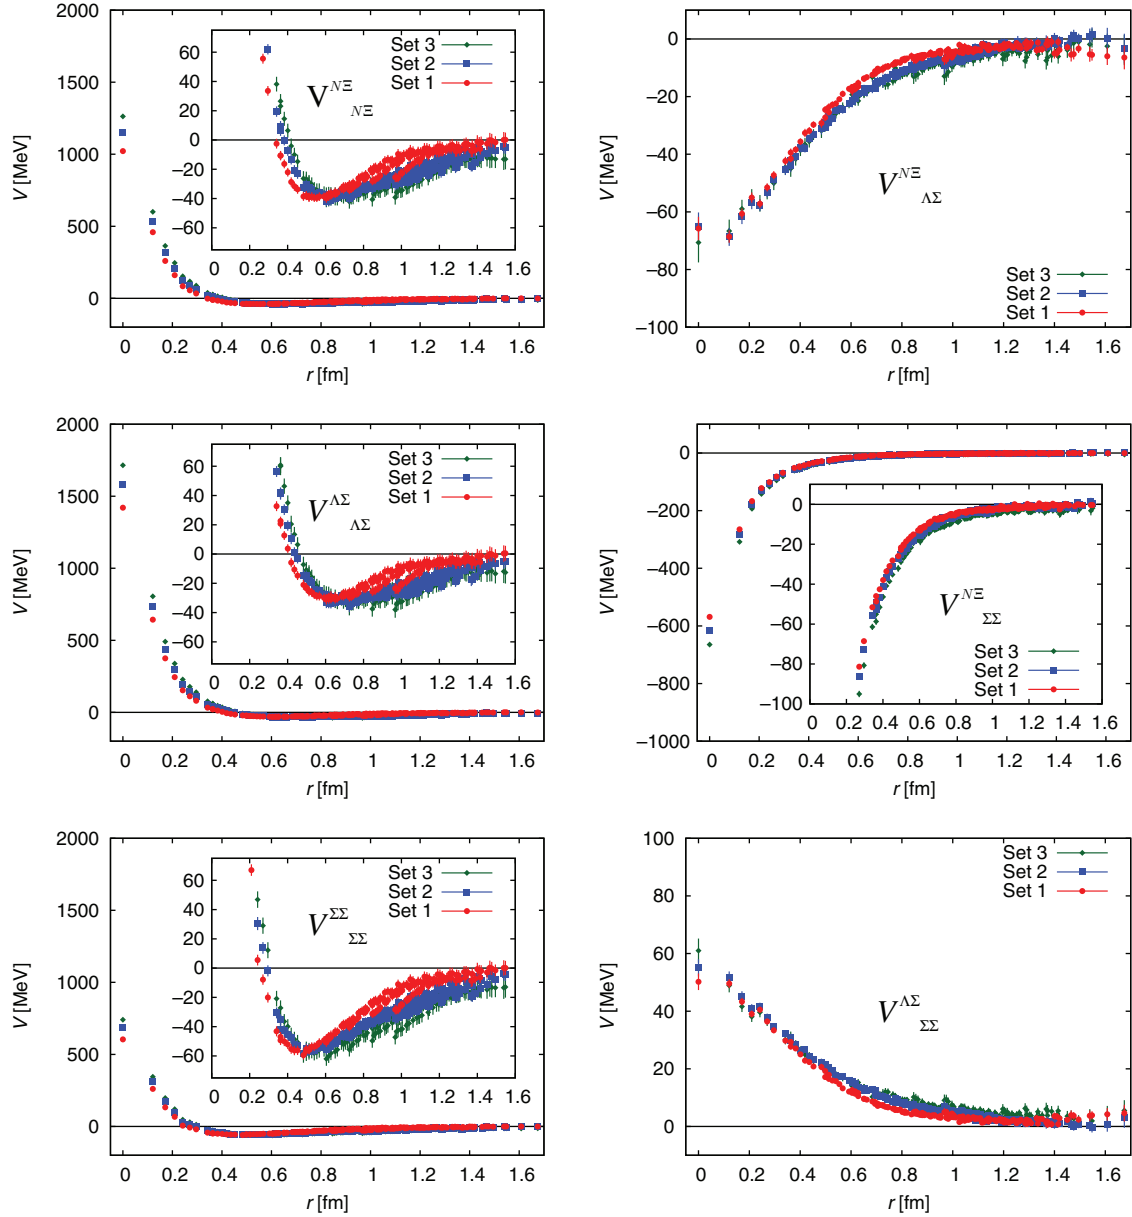 2000
1500
1000
500
0
V [MeV]
0 0.2 0.4 0.6 0.8 1 1.2 1.4 1.6
r [fm]
60
40
20
0
−20
−40
−60
0 0.2 0.4 0.6 0.8 1 1.2 1.4 1.6
Set 3
Set 2
Set 1
V^{NΞ}_{NΞ}
0
−20
−40
−60
−80
−100
V [MeV]
0 0.2 0.4 0.6 0.8 1 1.2 1.4 1.6
r [fm]
V^{NΞ}_{ΛΣ}
Set 3
Set 2
Set 1
2000
1500
1000
500
0
V [MeV]
0 0.2 0.4 0.6 0.8 1 1.2 1.4 1.6
r [fm]
60
40
20
0
−20
−40
−60
0 0.2 0.4 0.6 0.8 1 1.2 1.4 1.6
Set 3
Set 2
Set 1
V^{ΛΣ}_{ΛΣ}
0
−200
−400
−600
−800
−1000
V [MeV]
0 0.2 0.4 0.6 0.8 1 1.2 1.4 1.6
r [fm]
0
−20
−40
−60
−80
−100
0 0.2 0.4 0.6 0.8 1 1.2 1.4 1.6
V^{NΞ}_{ΣΣ}
Set 3
Set 2
Set 1
2000
1500
1000
500
0
V [MeV]
0 0.2 0.4 0.6 0.8 1 1.2 1.4 1.6
r [fm]
60
40
20
0
−20
−40
−60
0 0.2 0.4 0.6 0.8 1 1.2 1.4 1.6
Set 3
Set 2
Set 1
V^{ΣΣ}_{ΣΣ}
100
80
60
40
20
0
V [MeV]
0 0.2 0.4 0.6 0.8 1 1.2 1.4 1.6
r [fm]
Set 3
Set 2
Set 1
V^{ΛΣ}_{ΣΣ}